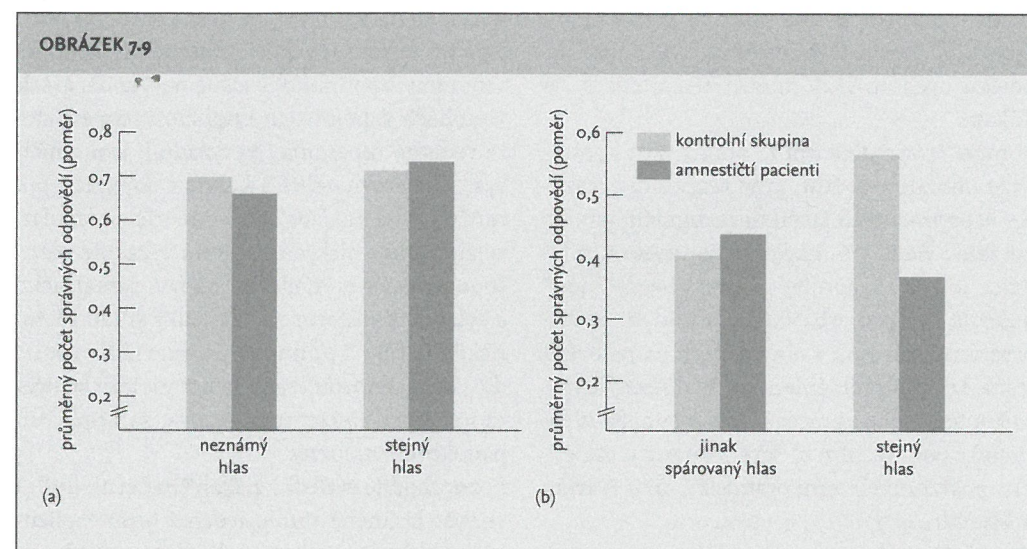 OBRÁZEK 7.9
průměrný počet správných odpovědí (poměr)
0,8
0,7
0,6
0,5
0,4
0,3
0,2
neznámý
hlas
stejný
hlas
(a)
průměrný počet správných odpovědí (poměr)
0,6
0,5
0,4
0,3
0,2
kontrolní skupina
amnestičtí pacienti
jinak
spárovaný hlas
stejný
hlas
(b)